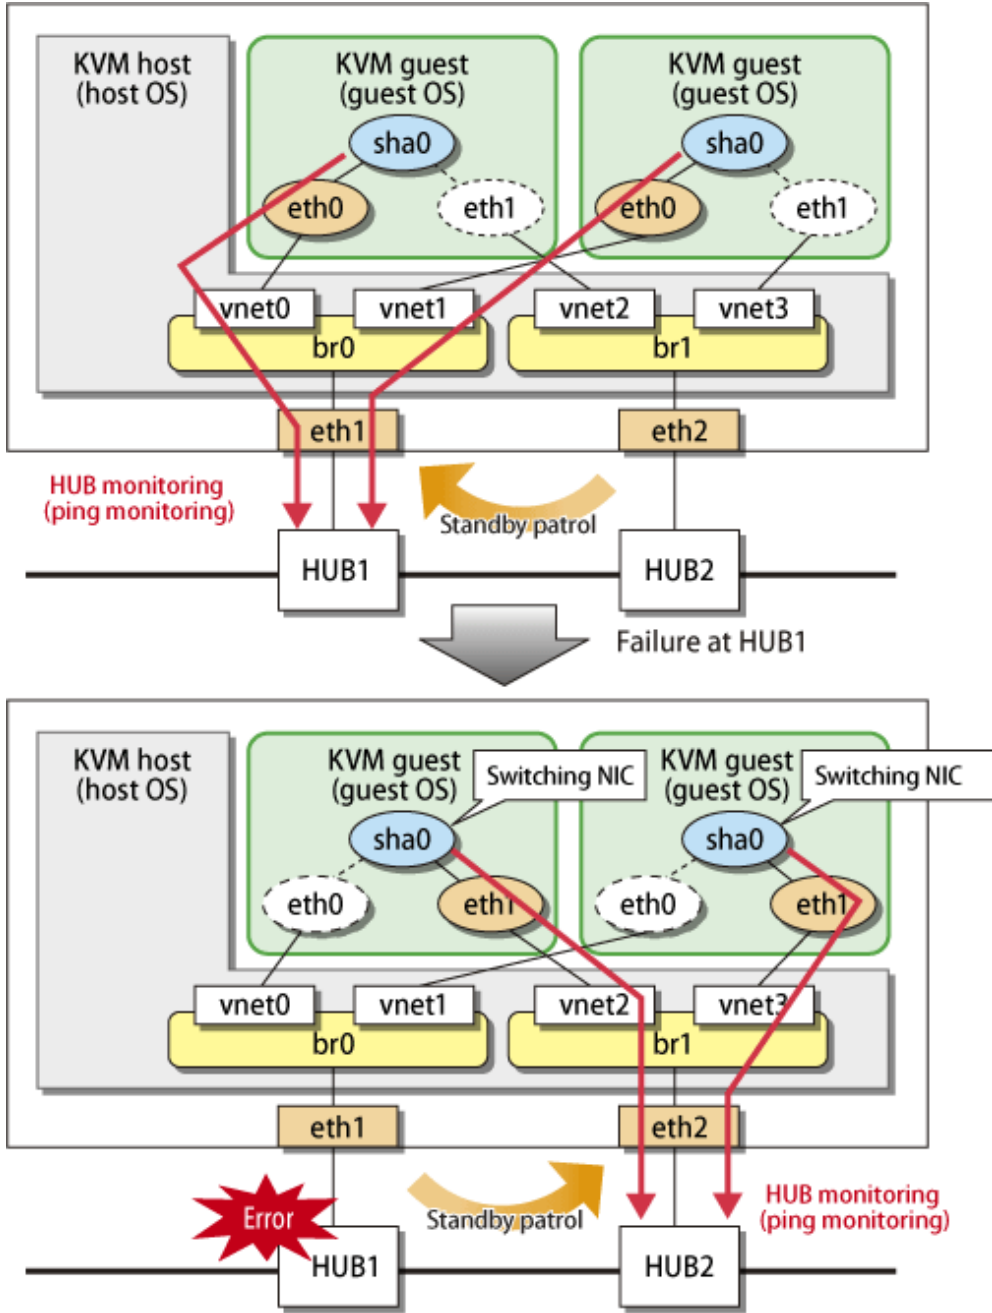 KVM host
(host OS)
KVM guest
(guest OS)
KVM guest
(guest OS)
sha0
sha0
eth0
eth1
eth0
eth1
vnet0
vnet1
vnet2
vnet3
br0
br1
eth1
eth2
HUB monitoring
(ping monitoring)
Standby patrol
HUB1
HUB2
Failure at HUB1
KVM host
(host OS)
KVM guest
(guest OS)
Switching NIC
KVM guest
(guest OS)
Switching NIC
sha0
sha0
eth0
eth1
eth0
eth1
vnet0
vnet1
vnet2
vnet3
br0
br1
eth1
eth2
Error
Standby patrol
HUB monitoring
(ping monitoring)
HUB1
HUB2